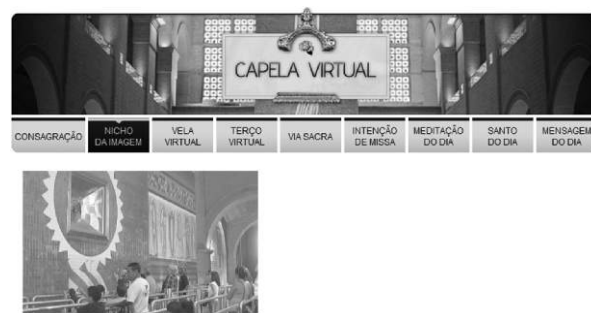 CAPELA VIRTUAL
CONSAGRAÇÃO
NICHO
DA IMAGEM
VELA
VIRTUAL
TERÇO
VIRTUAL
VIA SACRA
INTENÇÃO
DE MISSA
MEDITAÇÃO
DO DIA
SANTO
DO DIA
MENSAGEM
DO DIA